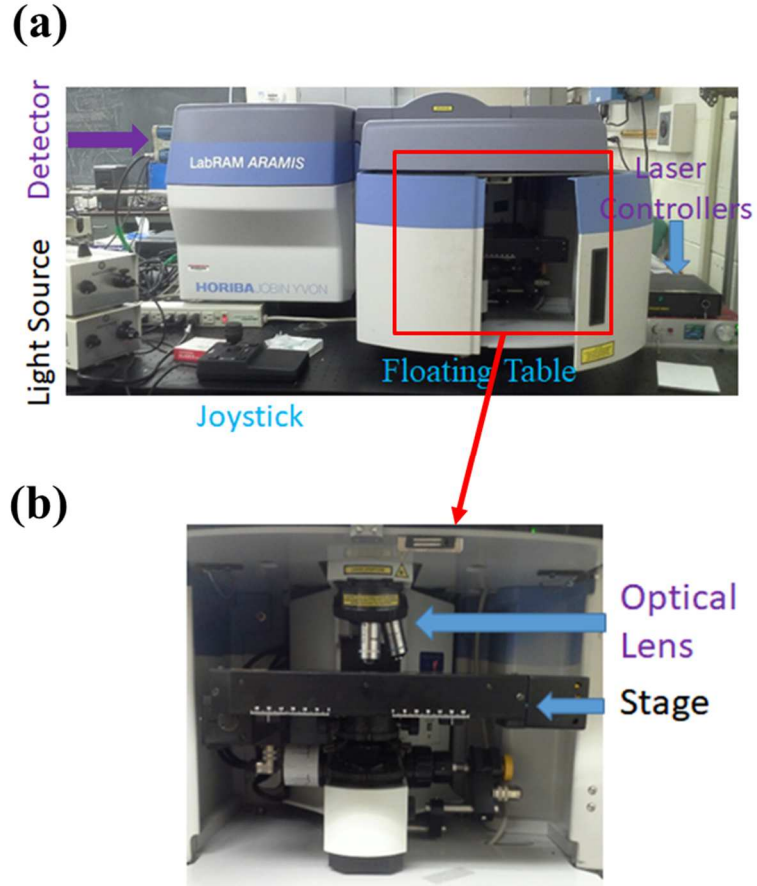 (a)
Detector
Light Source
LabRAM ARAMIS
HORIBA JOBIN YVON
Laser
Controllers
Floating Table
Joystick
(b)
Optical
Lens
Stage